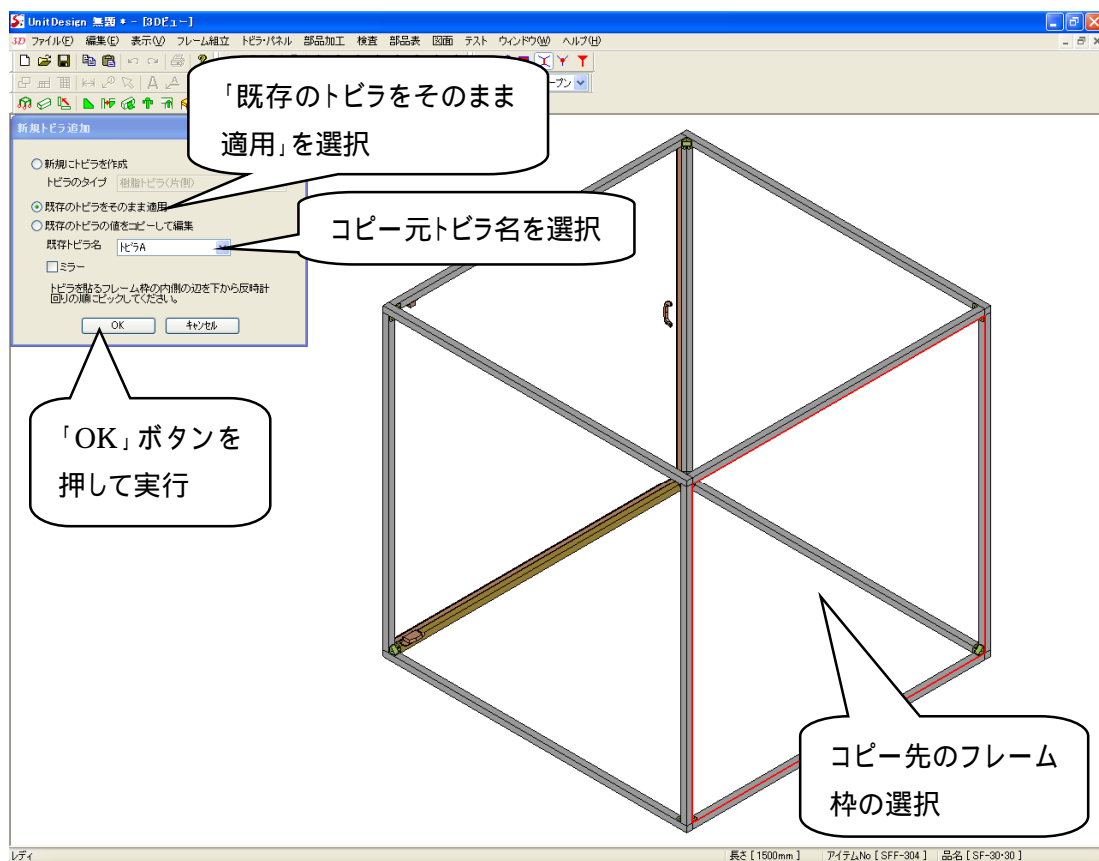 UnitDesign 無題 * - [3Dビュー]
3D ファイル(F) 編集(E) 表示(V) フレーム組立 トビラ・パネル 部品加工 検査 部品表 図面 テスト ウィンドウ(W) ヘルプ(H)
「既存のトビラをそのまま
適用」を選択
新規トビラ追加
新規にトビラを作成
トビラのタイプ 樹脂トビラ(片側)
既存のトビラをそのまま適用
既存のトビラの値をコピーして編集
既存トビラ名 トビラA
ミラー
トビラを貼るフレーム枠の内側の辺を下から反時計
回りの順にピックしてください。
OK キャンセル
コピー元トビラ名を選択
「OK」ボタンを
押して実行
コピー先のフレーム
枠の選択
レディ 長さ [ 1500mm ] アイテムNo [ SFF-304 ] 品名 [ SF-30・30 ]